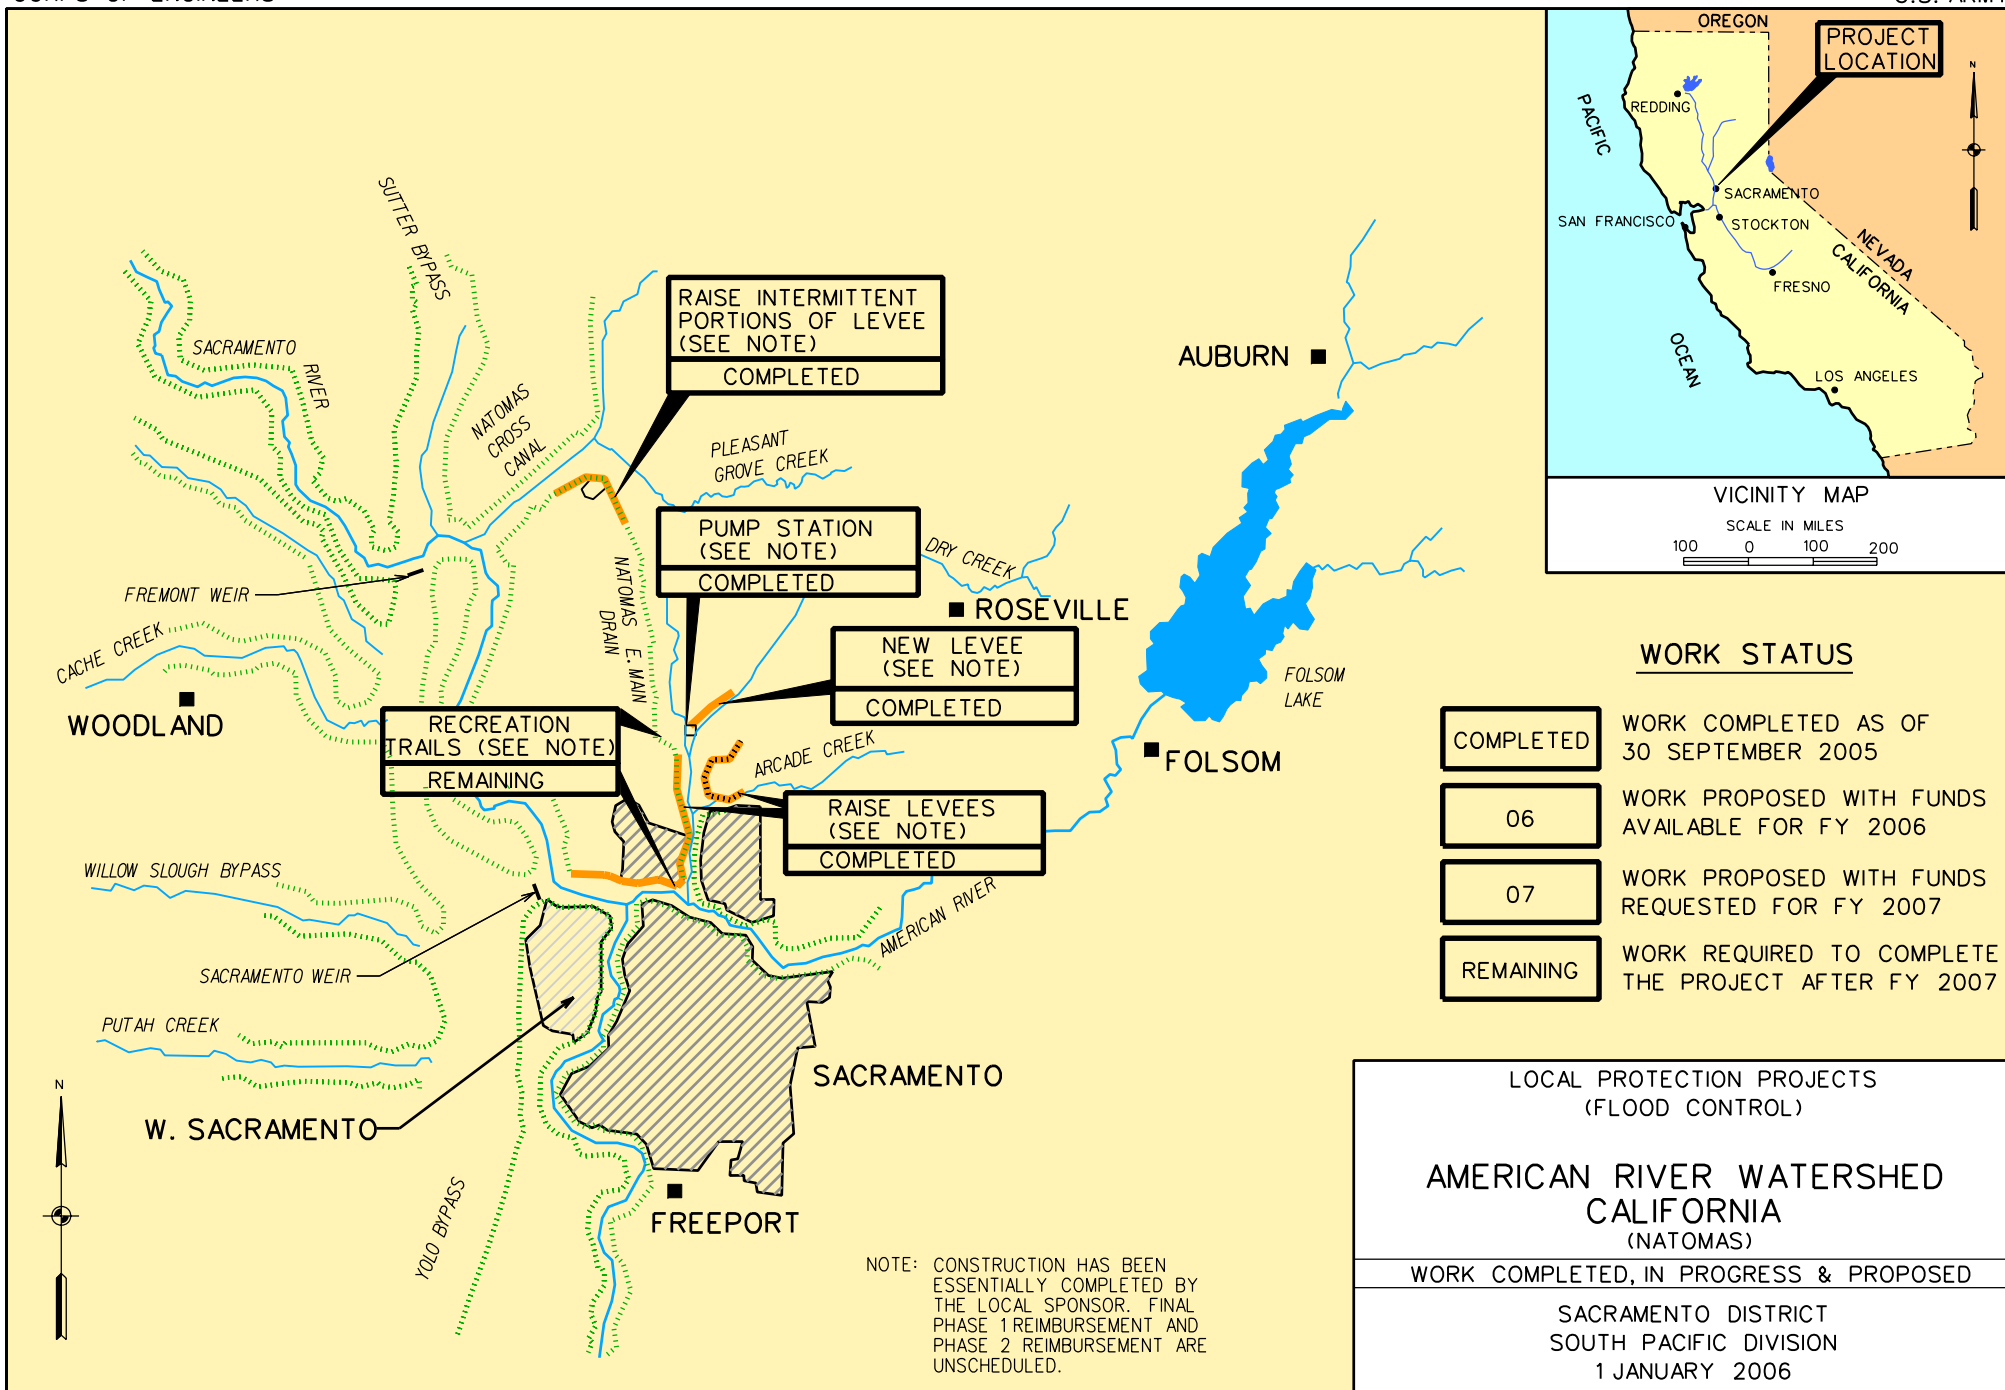 OREGON
PROJECT
LOCATION
N
REDDING
PACIFIC
SACRAMENTO
SAN FRANCISCO
STOCKTON
NEVADA
CALIFORNIA
FRESNO
OCEAN
LOS ANGELES
VICINITY MAP
SCALE IN MILES
100 0 100 200
SUTTER BYPASS
SACRAMENTO
RIVER
NATOMAS
CROSS
CANAL
RAISE INTERMITTENT
PORTIONS OF LEVEE
(SEE NOTE)
COMPLETED
AUBURN
PLEASANT
GROVE CREEK
PUMP STATION
(SEE NOTE)
COMPLETED
DRY CREEK
FREMONT WEIR
NATOMAS E. MAIN
DRAIN
ROSEVILLE
CACHE CREEK
NEW LEVEE
(SEE NOTE)
COMPLETED
FOLSOM
LAKE
WOODLAND
RECREATION
TRAILS (SEE NOTE)
REMAINING
ARCADE CREEK
FOLSOM
RAISE LEVEES
(SEE NOTE)
COMPLETED
WILLOW SLOUGH BYPASS
AMERICAN RIVER
SACRAMENTO WEIR
PUTAH CREEK
SACRAMENTO
N
W. SACRAMENTO
FREEPORT
YOLO BYPASS
NOTE: CONSTRUCTION HAS BEEN
ESSENTIALLY COMPLETED BY
THE LOCAL SPONSOR. FINAL
PHASE 1 REIMBURSEMENT AND
PHASE 2 REIMBURSEMENT ARE
UNSCHEDULED.
WORK STATUS
COMPLETED
WORK COMPLETED AS OF
30 SEPTEMBER 2005
06
WORK PROPOSED WITH FUNDS
AVAILABLE FOR FY 2006
07
WORK PROPOSED WITH FUNDS
REQUESTED FOR FY 2007
REMAINING
WORK REQUIRED TO COMPLETE
THE PROJECT AFTER FY 2007
LOCAL PROTECTION PROJECTS
(FLOOD CONTROL)
AMERICAN RIVER WATERSHED
CALIFORNIA
(NATOMAS)
WORK COMPLETED, IN PROGRESS & PROPOSED
SACRAMENTO DISTRICT
SOUTH PACIFIC DIVISION
1 JANUARY 2006